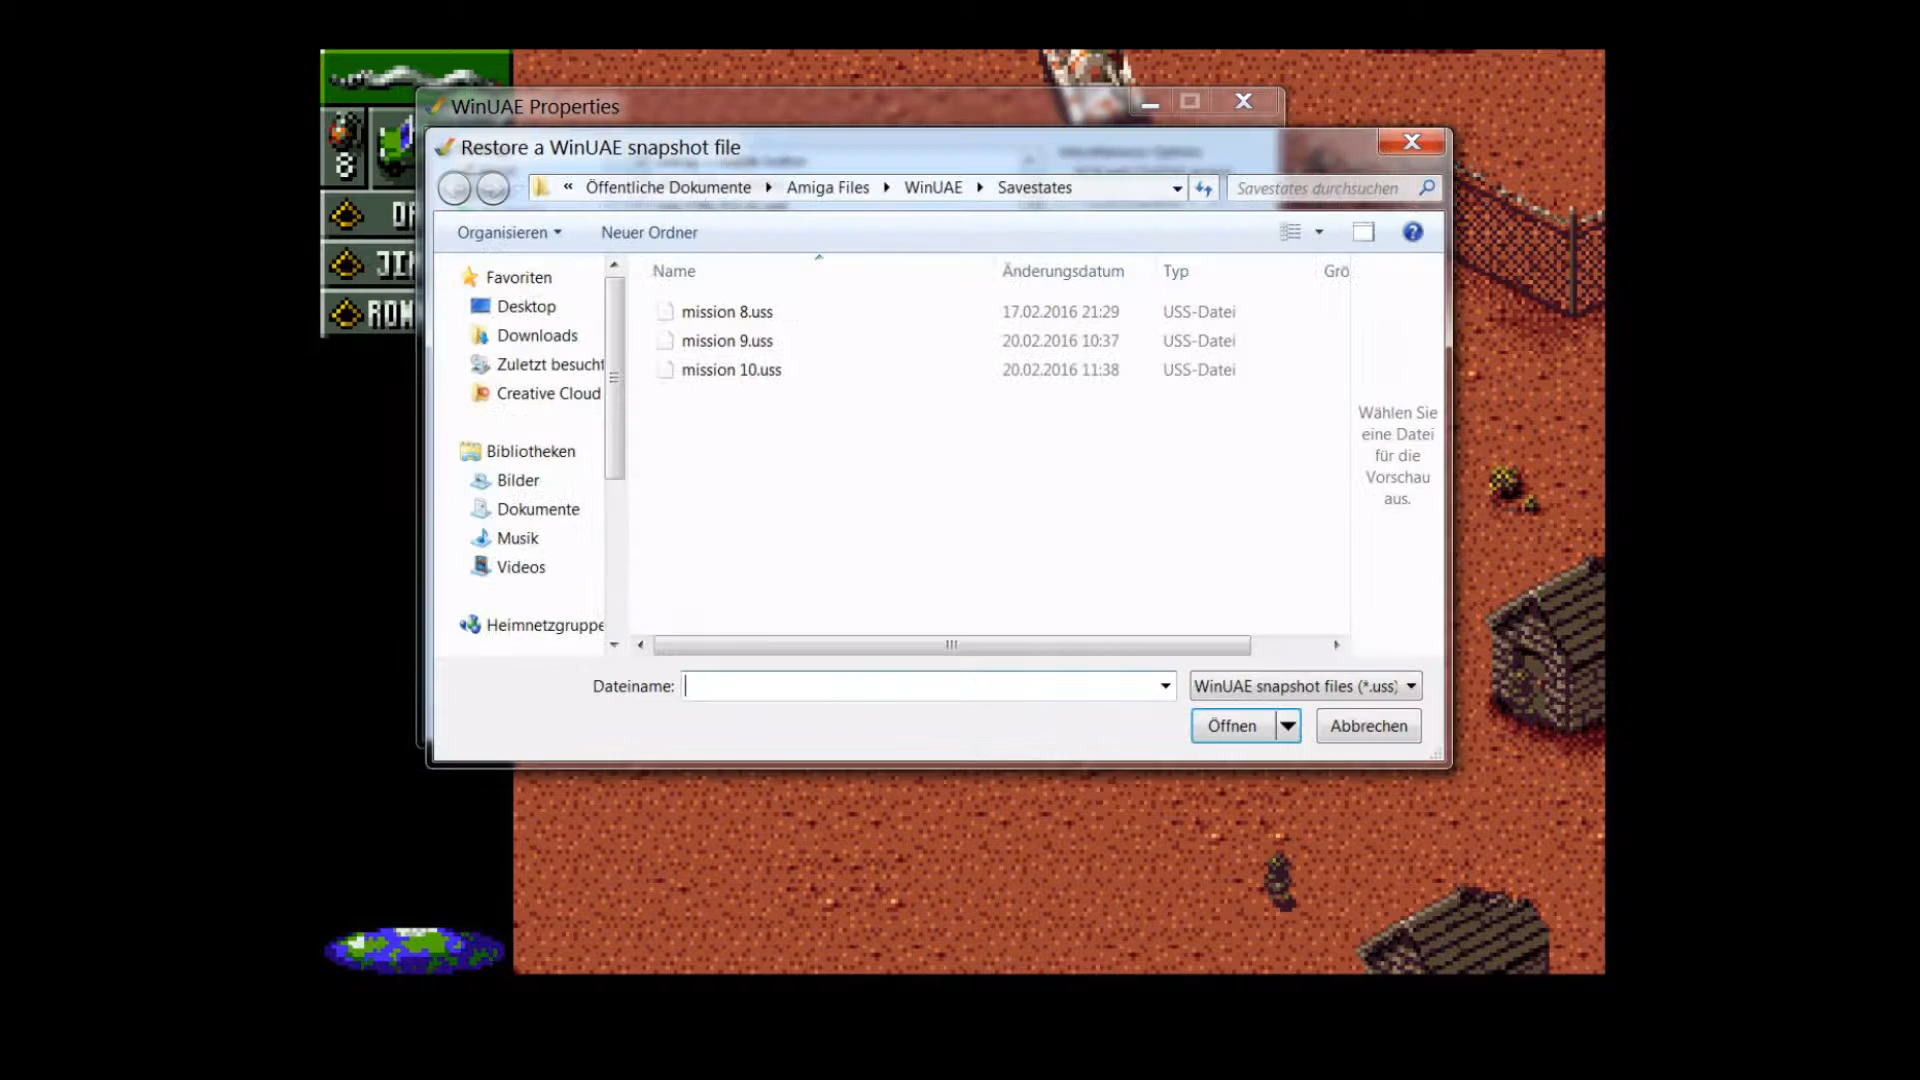 WinUAE Properties
Restore a WinUAE snapshot file
« Öffentliche Dokumente Amiga Files WinUAE Savestates
Savestates durchsuchen
Organisieren Neuer Ordner
8
JIN
ROM
Favoriten
Desktop
Downloads
Zuletzt besucht
Creative Cloud
Bibliotheken
Bilder
Dokumente
Musik
Videos
Heimnetzgruppe
Name Änderungsdatum Typ Grö
mission 8.uss 17.02.2016 21:29 USS-Datei
mission 9.uss 20.02.2016 10:37 USS-Datei
mission 10.uss 20.02.2016 11:38 USS-Datei
Wählen Sie
eine Datei
für die
Vorschau
aus.
Dateiname:
WinUAE snapshot files (*.uss)
Öffnen Abbrechen